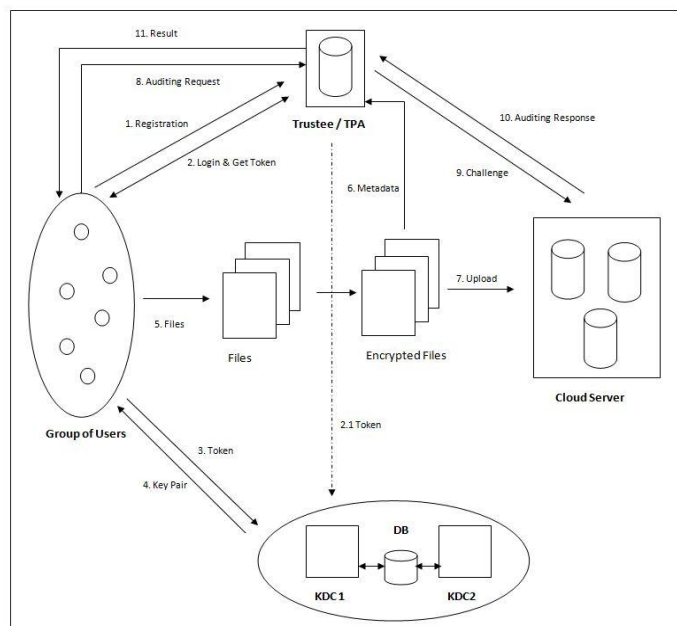 11. Result
8. Auditing Request
1. Registration
Trustee / TPA
10. Auditing Response
2. Login & Get Token
6. Metadata
9. Challenge
5. Files
7. Upload
Files
Encrypted Files
Cloud Server
Group of Users
3. Token
2.1 Token
4. Key Pair
DB
KDC 1
KDC2